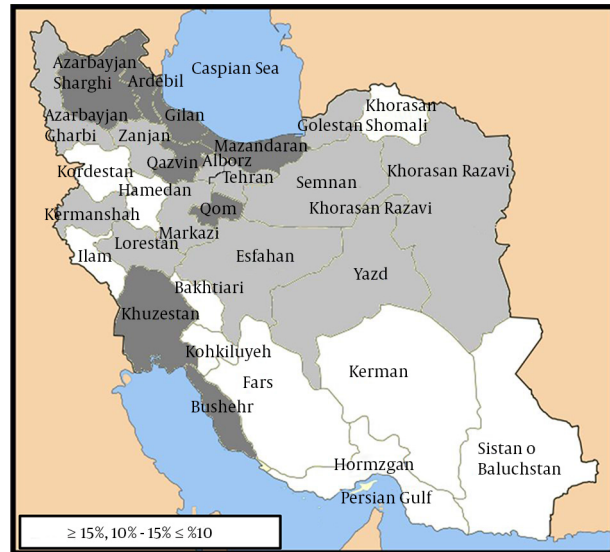 Caspian Sea
Azarbayjan
Sharghi
Ardebil
Gilan
Azarbayjan
Gharbi
Zanjan
Qazvin
Alborz
Mazandaran
Tehran
Golestan
Khorasan
Shomali
Khorasan Razavi
Semnan
Khorasan Razavi
Kordestan
Hamedan
Qom
Kermanshah
Markazi
Lorestan
Ilam
Esfahan
Yazd
Bakhtiari
Khuzestan
Kohkiluyeh
Fars
Kerman
Bushehr
Sistan o
Baluchstan
Hormzgan
Persian Gulf
≥ 15%, 10% - 15% ≤ %10